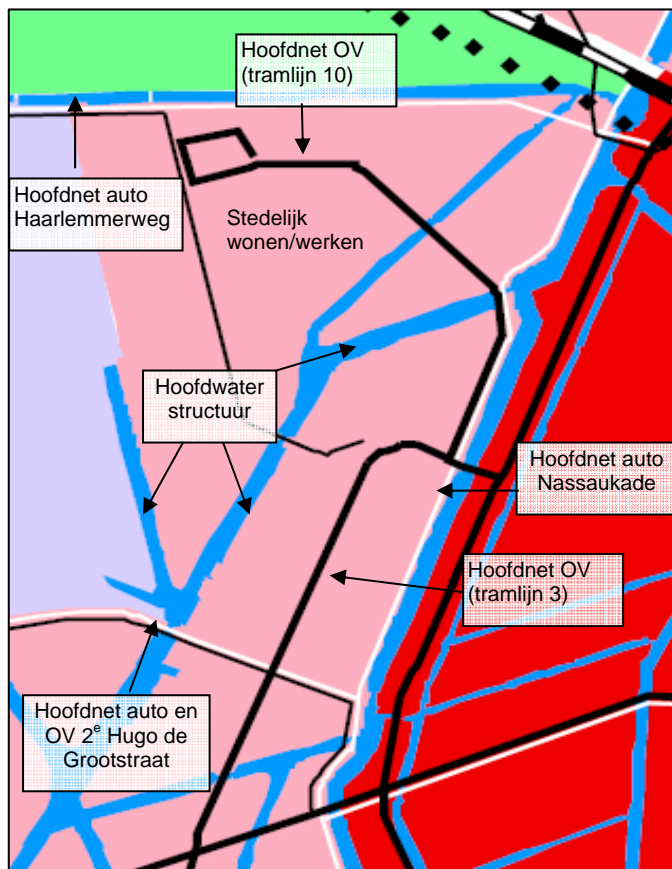 Hoofdnet OV
(tramlijn 10)
Hoofdnet auto
Haarlemmerweg
Stedelijk
wonen/werken
Hoofdwater
structuur
Hoofdnet auto
Nassaukade
Hoofdnet OV
(tramlijn 3)
Hoofdnet auto en
OV 2e Hugo de
Grootstraat